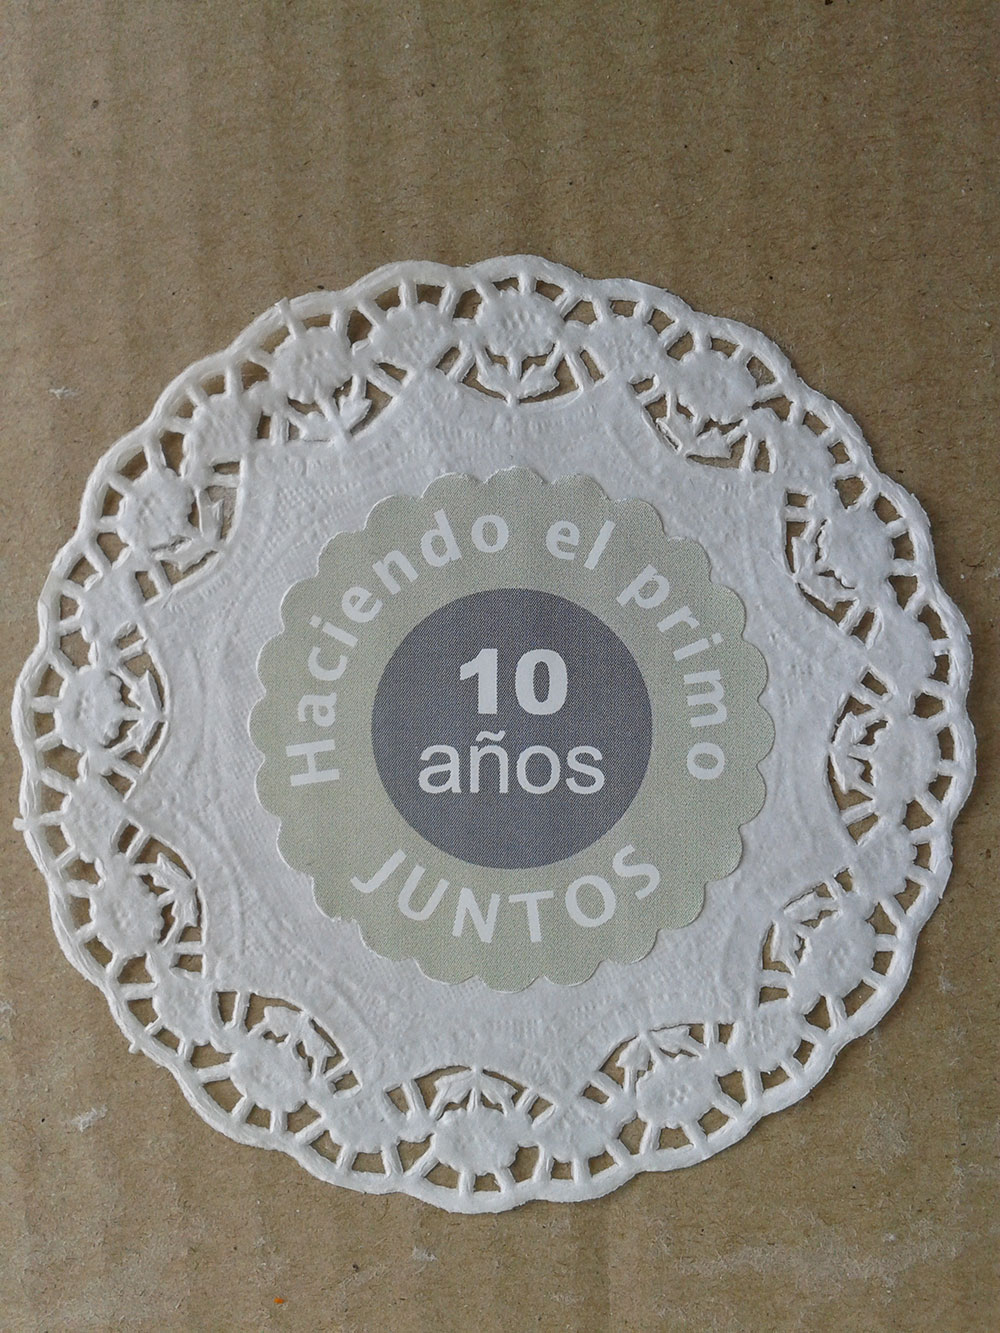 Haciendo el primo
10
años
JUNTOS